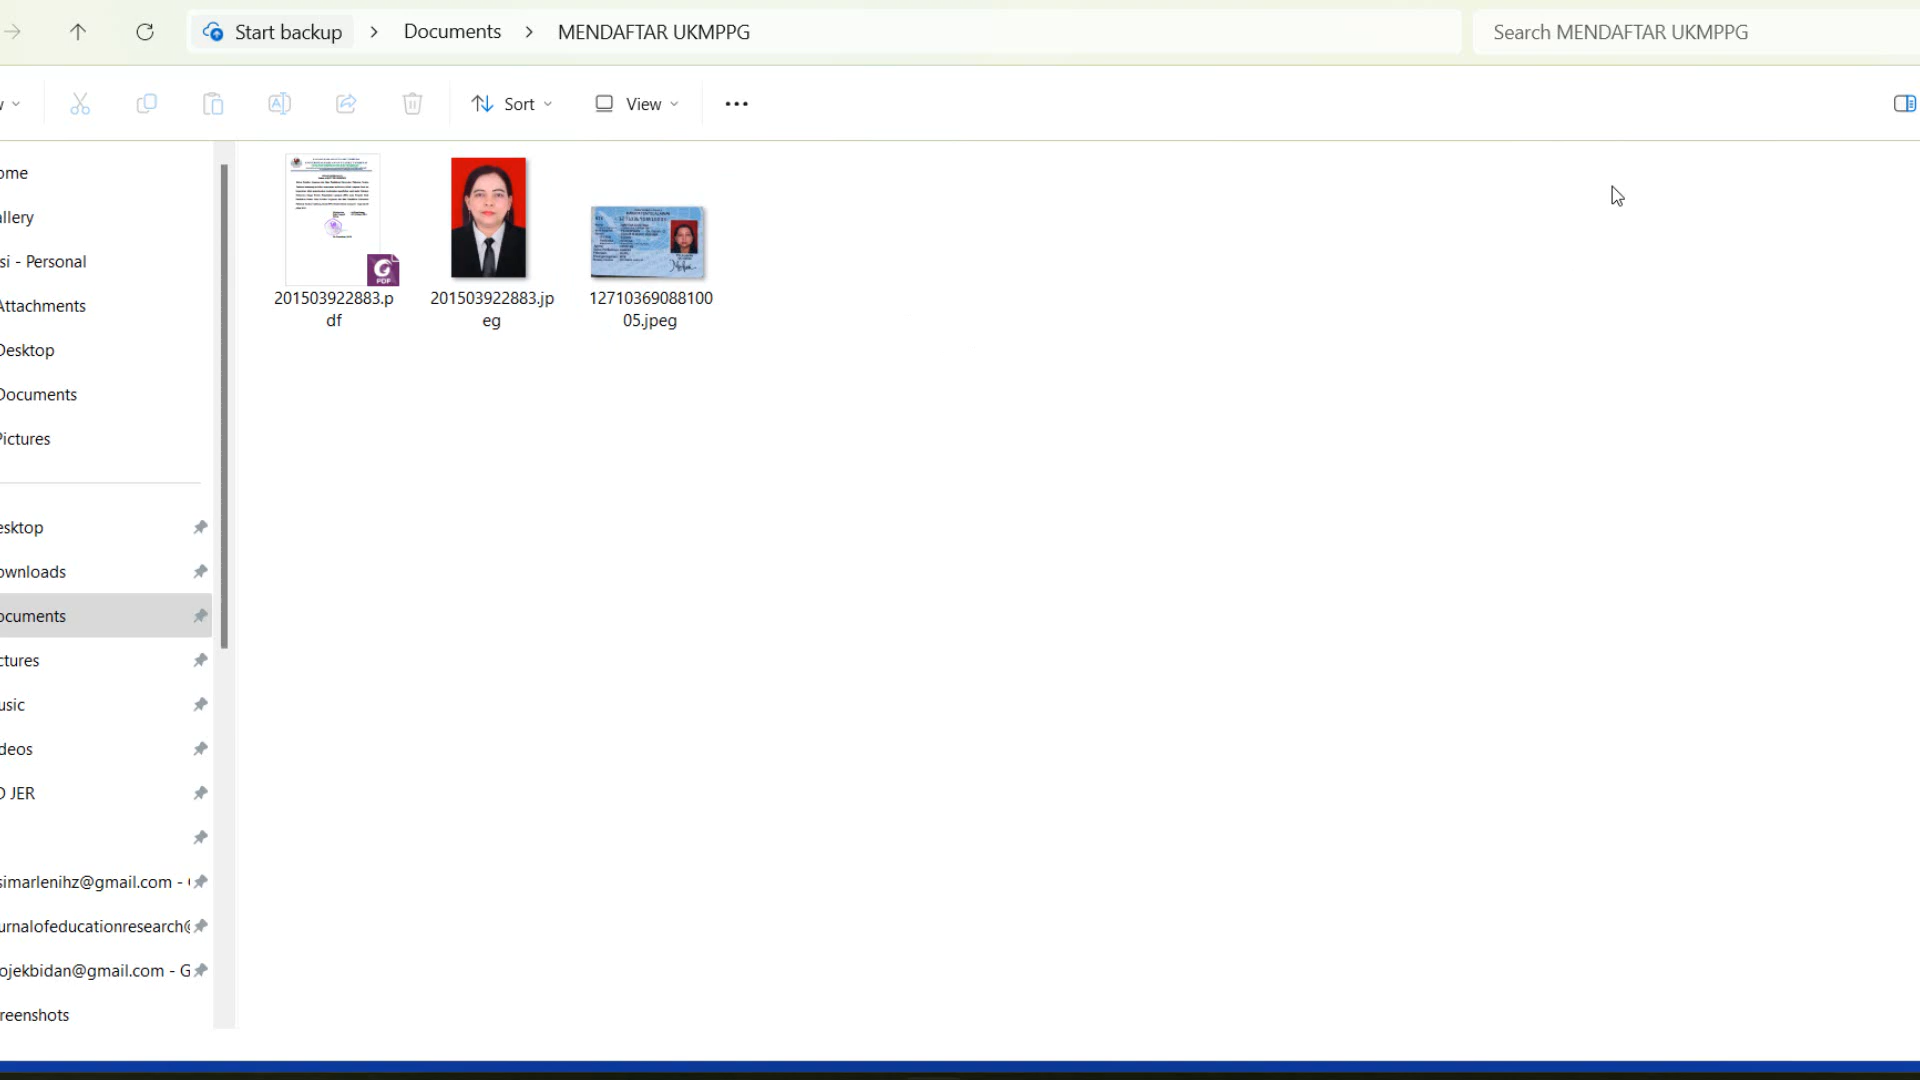 Start backup > Documents > MENDAFTAR UKMPPG
Search MENDAFTAR UKMPPG
Sort
View
ome
llery
si - Personal
Attachments
Desktop
Documents
Pictures
esktop
ownloads
ocuments
ctures
usic
deos
O JER
simarlenihz@gmail.com -
urnalofeducationresearch@
ojekbidan@gmail.com - G
reenshots
PDF
201503922883.p
df
201503922883.jp
eg
12710369088100
05.jpeg